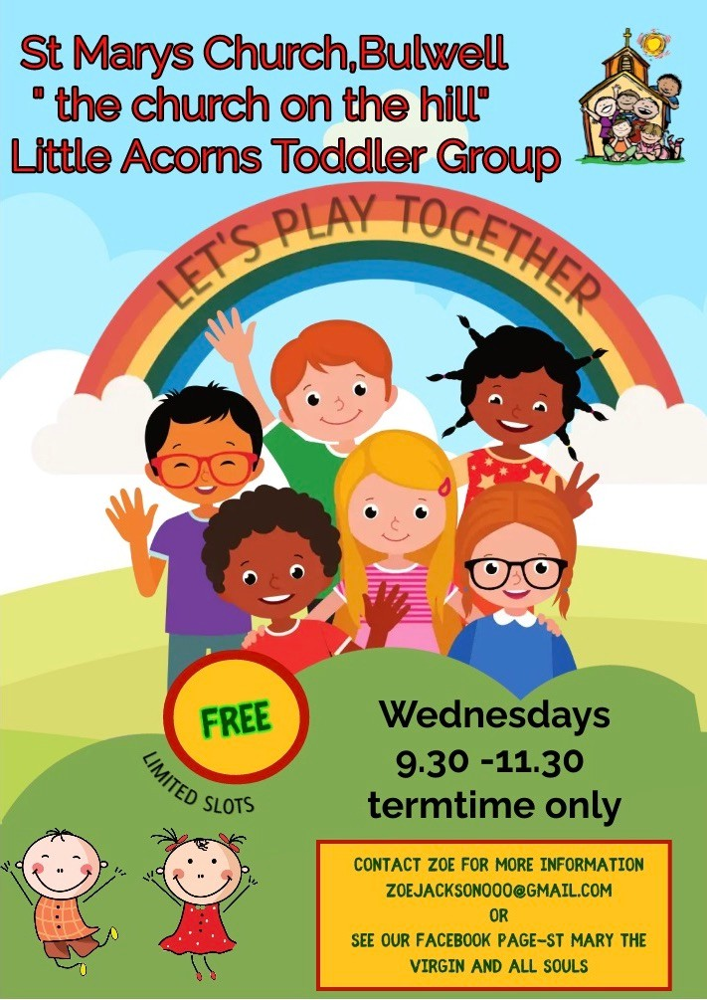 St Marys Church,Bulwell
" the church on the hill"
Little Acorns Toddler Group
LET'S PLAY TOGETHER
FREE
LIMITED SLOTS
Wednesdays
9.30 -11.30
termtime only
CONTACT ZOE FOR MORE INFORMATION
ZOEJACKSON000@GMAIL.COM
OR
SEE OUR FACEBOOK PAGE-ST MARY THE
VIRGIN AND ALL SOULS